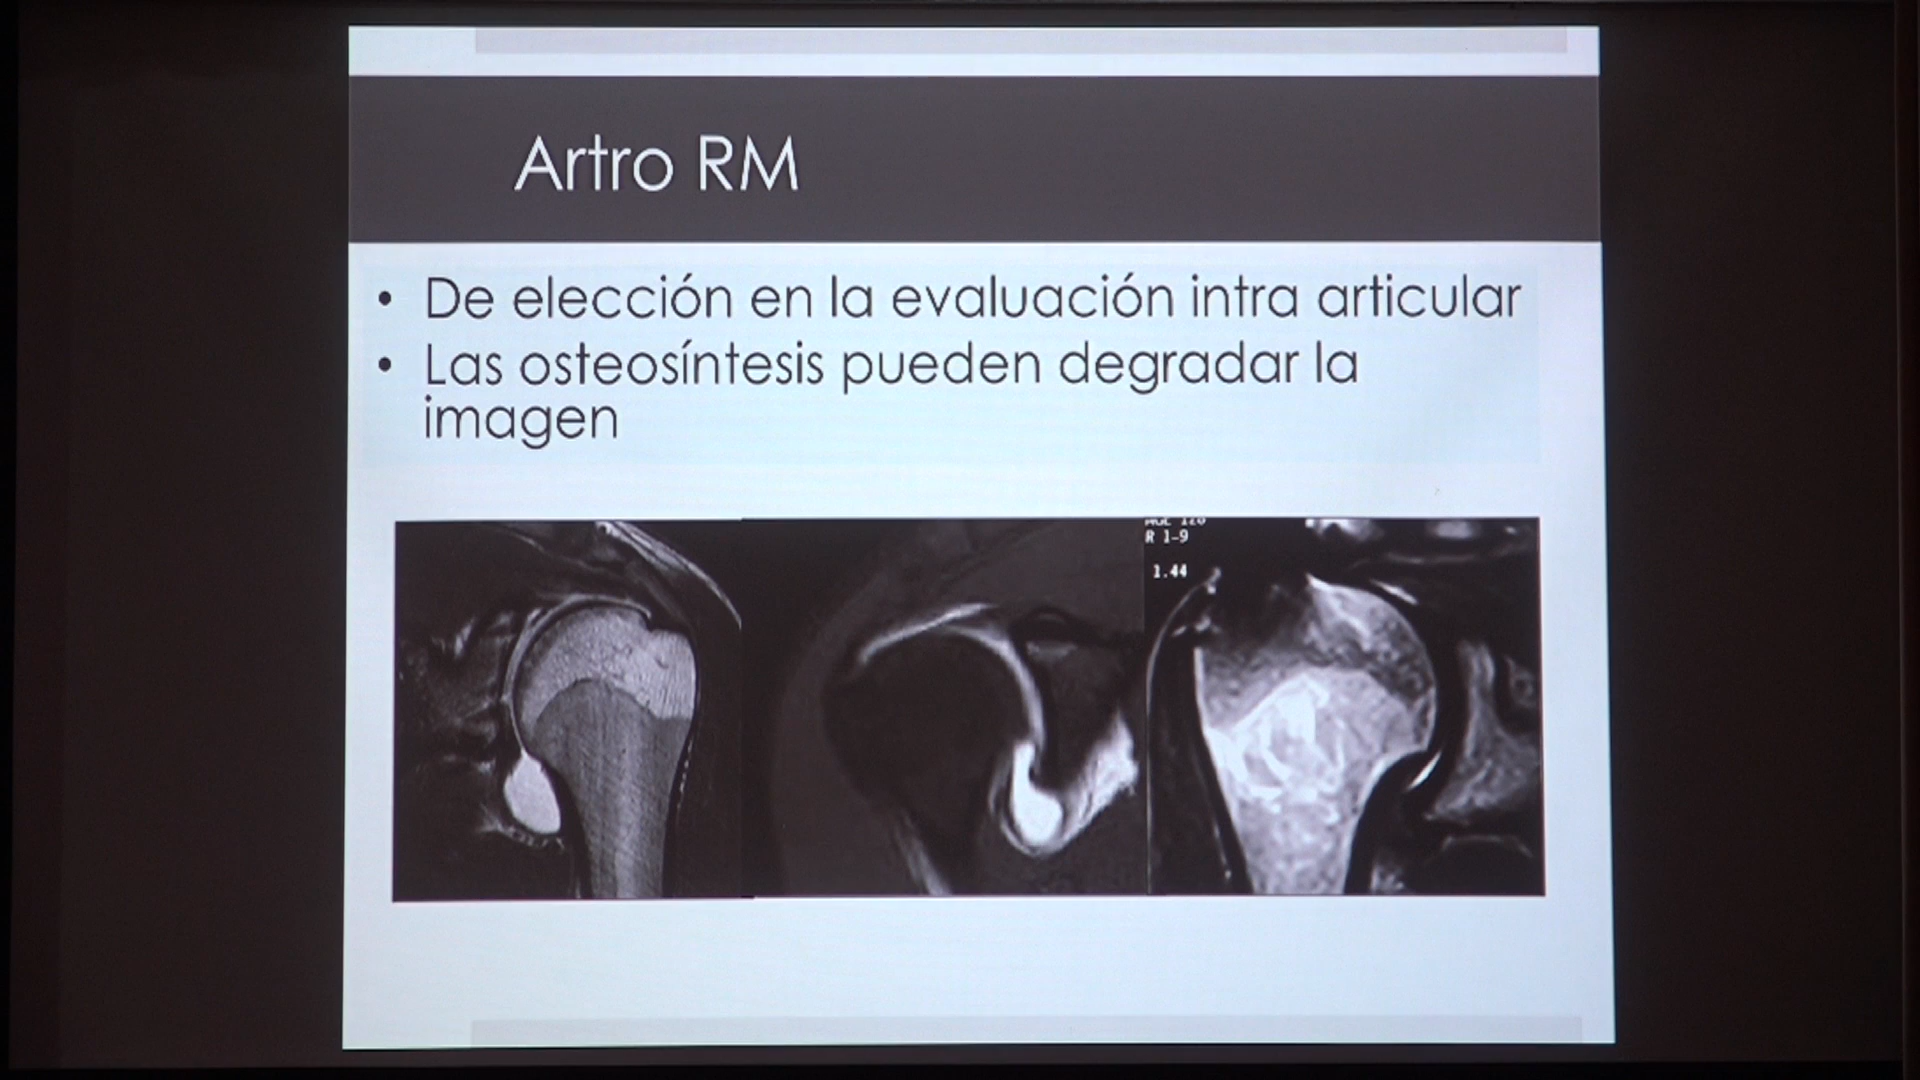 Artro RM
• De elección en la evaluación intra articular
• Las osteosíntesis pueden degradar la
imagen
R 1-9
1.44